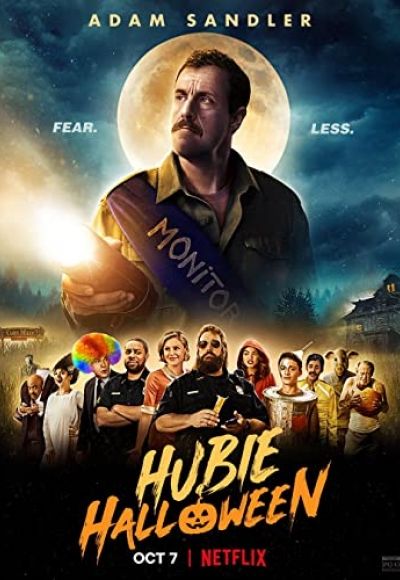 ADAM SANDLER
FEAR. LESS.
MONITOR
HUBIE
HALLOWEEN
OCT 7 | NETFLIX